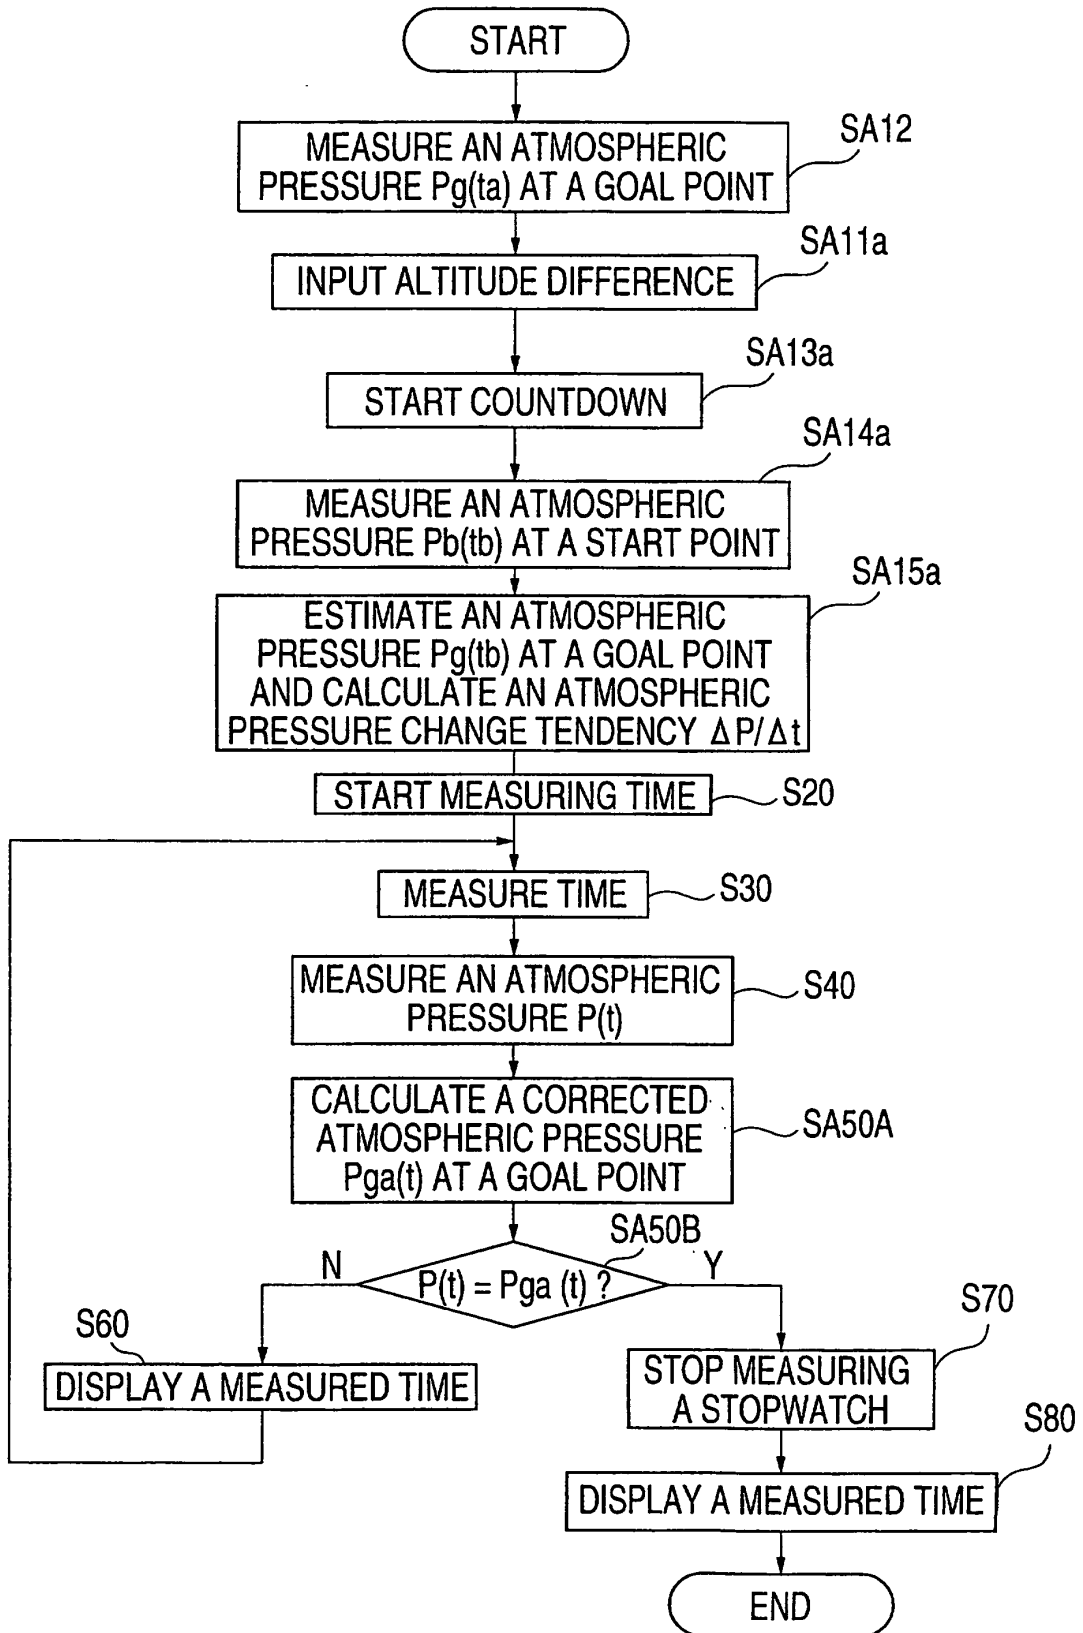 START
MEASURE AN ATMOSPHERIC
PRESSURE Pg(ta) AT A GOAL POINT
SA12
INPUT ALTITUDE DIFFERENCE
SA11a
START COUNTDOWN
SA13a
MEASURE AN ATMOSPHERIC
PRESSURE Pb(tb) AT A START POINT
SA14a
ESTIMATE AN ATMOSPHERIC
PRESSURE Pg(tb) AT A GOAL POINT
AND CALCULATE AN ATMOSPHERIC
PRESSURE CHANGE TENDENCY ΔP/Δt
SA15a
START MEASURING TIME
S20
MEASURE TIME
S30
MEASURE AN ATMOSPHERIC
PRESSURE P(t)
S40
CALCULATE A CORRECTED
ATMOSPHERIC PRESSURE
Pga(t) AT A GOAL POINT
SA50A
SA50B
N
P(t) = Pga (t) ?
Y
S60
DISPLAY A MEASURED TIME
S70
STOP MEASURING
A STOPWATCH
S80
DISPLAY A MEASURED TIME
END